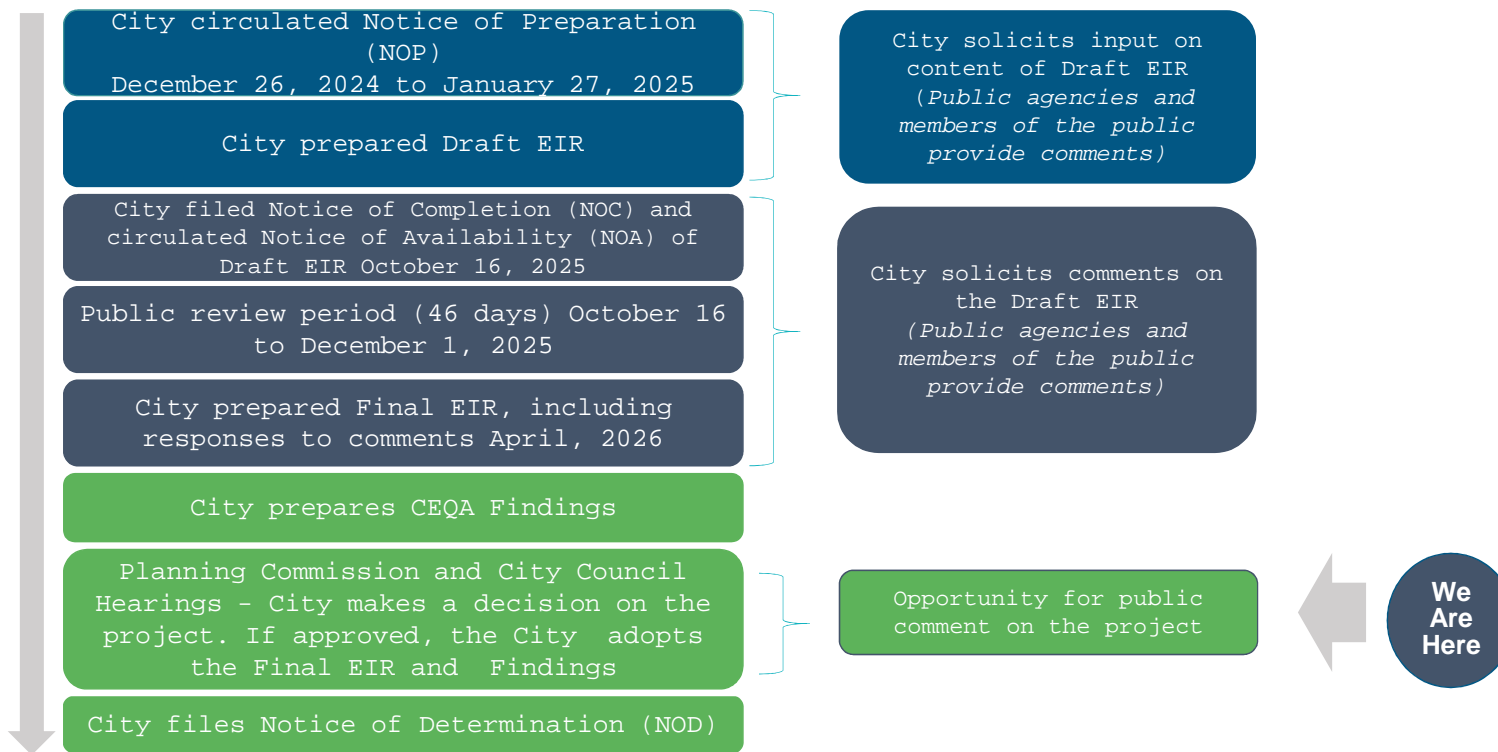 City circulated Notice of Preparation
(NOP)
December 26, 2024 to January 27, 2025
City prepared Draft EIR
City solicits input on
content of Draft EIR
(Public agencies and
members of the public
provide comments)
City filed Notice of Completion (NOC) and
circulated Notice of Availability (NOA) of
Draft EIR October 16, 2025
Public review period (46 days) October 16
to December 1, 2025
City prepared Final EIR, including
responses to comments April, 2026
City solicits comments on
the Draft EIR
(Public agencies and
members of the public
provide comments)
City prepares CEQA Findings
Planning Commission and City Council
Hearings - City makes a decision on the
project. If approved, the City adopts
the Final EIR and Findings
Opportunity for public
comment on the project
We
Are
Here
City files Notice of Determination (NOD)